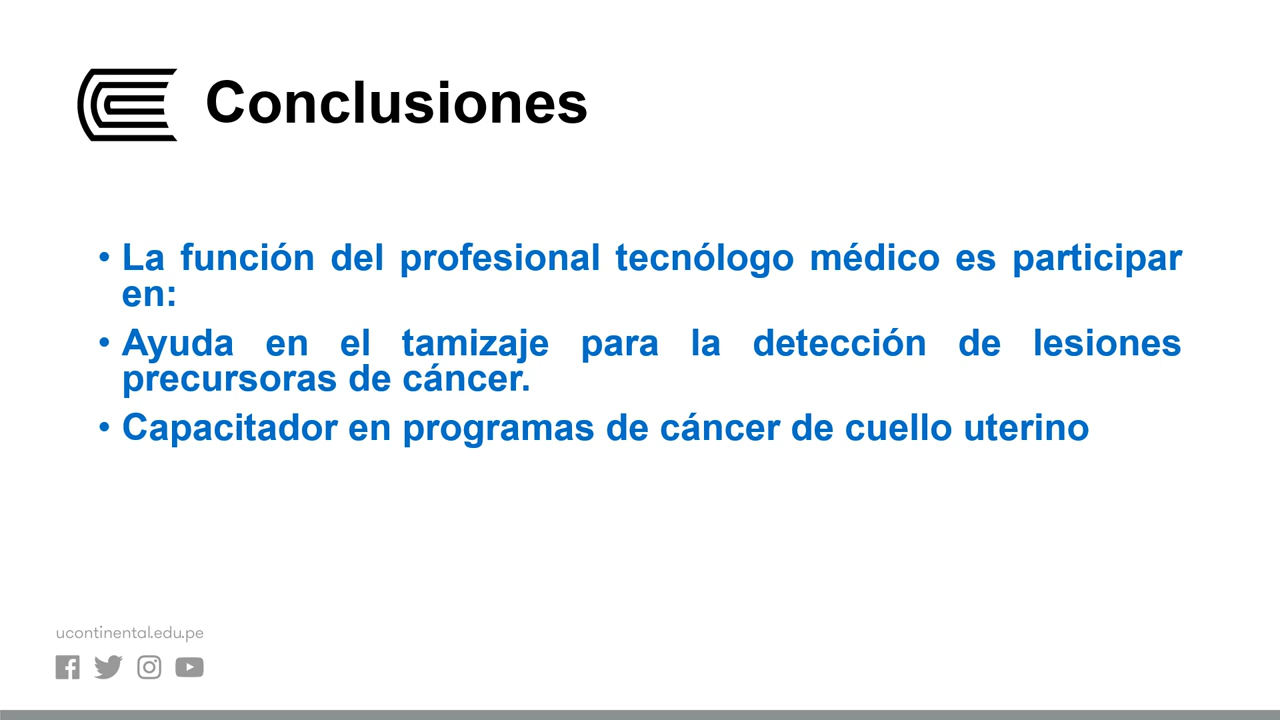 Conclusiones
• La función del profesional tecnólogo médico es participar
en:
• Ayuda en el tamizaje para la detección de lesiones
precursoras de cáncer.
• Capacitador en programas de cáncer de cuello uterino
ucontinental.edu.pe